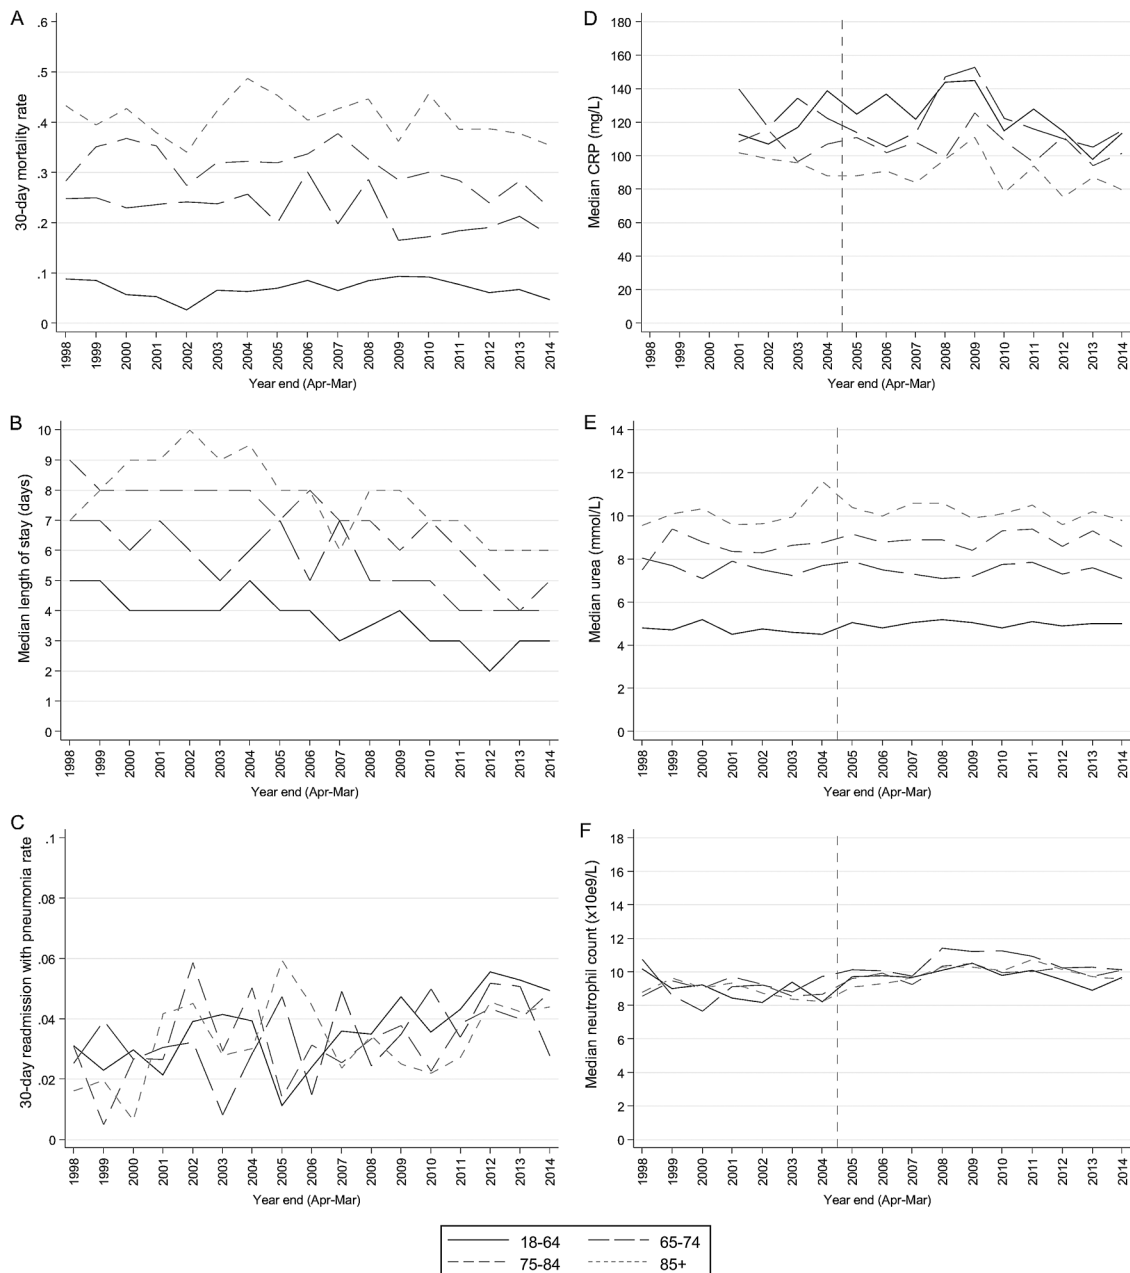 A
30-day mortality rate
.6
.5
.4
.3
.2
.1
0
1998 1999 2000 2001 2002 2003 2004 2005 2006 2007 2008 2009 2010 2011 2012 2013 2014
Year end (Apr-Mar)
D
Median CRP (mg/L)
180
160
140
120
100
80
60
40
20
0
1998 1999 2000 2001 2002 2003 2004 2005 2006 2007 2008 2009 2010 2011 2012 2013 2014
Year end (Apr-Mar)
B
Median length of stay (days)
10
9
8
7
6
5
4
3
2
1
0
1998 1999 2000 2001 2002 2003 2004 2005 2006 2007 2008 2009 2010 2011 2012 2013 2014
Year end (Apr-Mar)
E
Median urea (mmol/L)
14
12
10
8
6
4
2
0
1998 1999 2000 2001 2002 2003 2004 2005 2006 2007 2008 2009 2010 2011 2012 2013 2014
Year end (Apr-Mar)
C
30-day readmission with pneumonia rate
.1
.08
.06
.04
.02
0
1998 1999 2000 2001 2002 2003 2004 2005 2006 2007 2008 2009 2010 2011 2012 2013 2014
Year end (Apr-Mar)
F
Median neutrophil count (x10e9/L)
18
16
14
12
10
8
6
4
2
0
1998 1999 2000 2001 2002 2003 2004 2005 2006 2007 2008 2009 2010 2011 2012 2013 2014
Year end (Apr-Mar)
18-64 65-74
75-84 85+